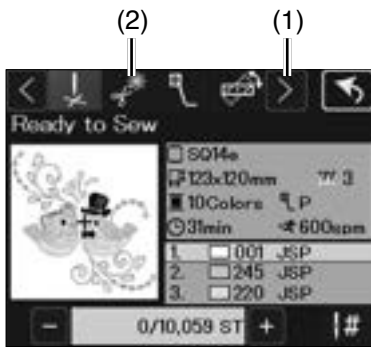 (2) (1)
Ready to Sew
SQ14e
123x120mm 3
10Colors P
31min 600spm
1. 001 JSP
2. 245 JSP
3. 220 JSP
- 0/10,059 ST + #